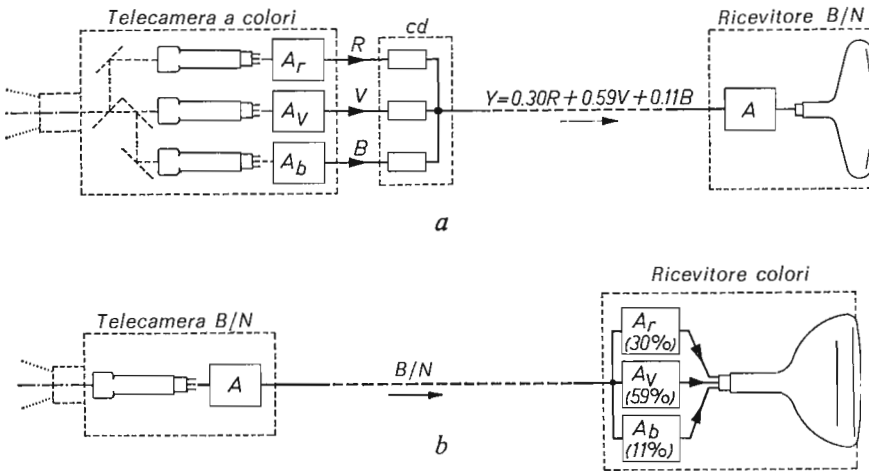 Telecamera a colori
cd
Ricevitore B/N
Ar
R
Av
V
Y=0.30R+0.59V+0.11B
A
Ab
B
a
Ricevitore colori
Telecamera B/N
Ar
(30%)
A
B/N
Av
(59%)
Ab
(11%)
b